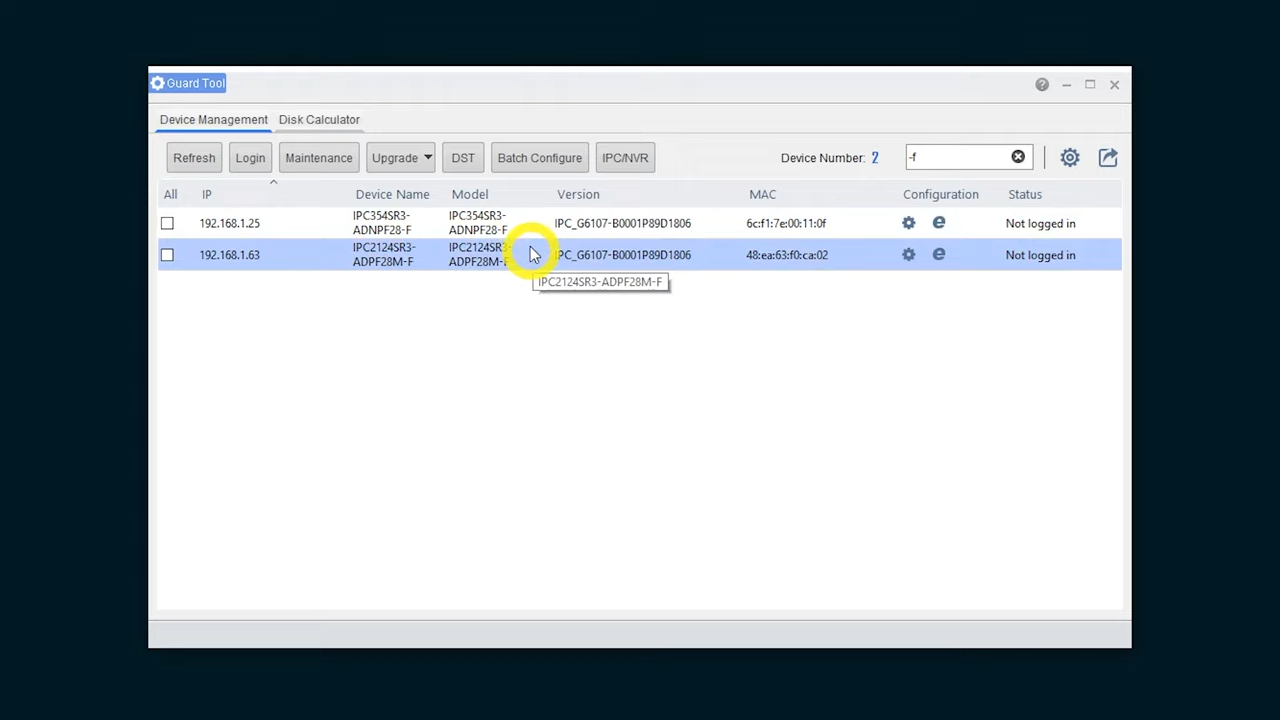 Guard Tool
Device Management Disk Calculator
Refresh Login Maintenance Upgrade DST Batch Configure IPC/NVR Device Number: 2 -f
All IP Device Name Model Version MAC Configuration Status
192.168.1.25 IPC354SR3-ADNPF28-F IPC354SR3-ADNPF28-F IPC_G6107-B0001P89D1806 6c:f1:7e:00:11:0f Not logged in
192.168.1.63 IPC2124SR3-ADPF28M-F IPC2124SR3-ADPF28M-F IPC_G6107-B0001P89D1806 48:ea:63:f0:ca:02 Not logged in
IPC2124SR3-ADPF28M-F